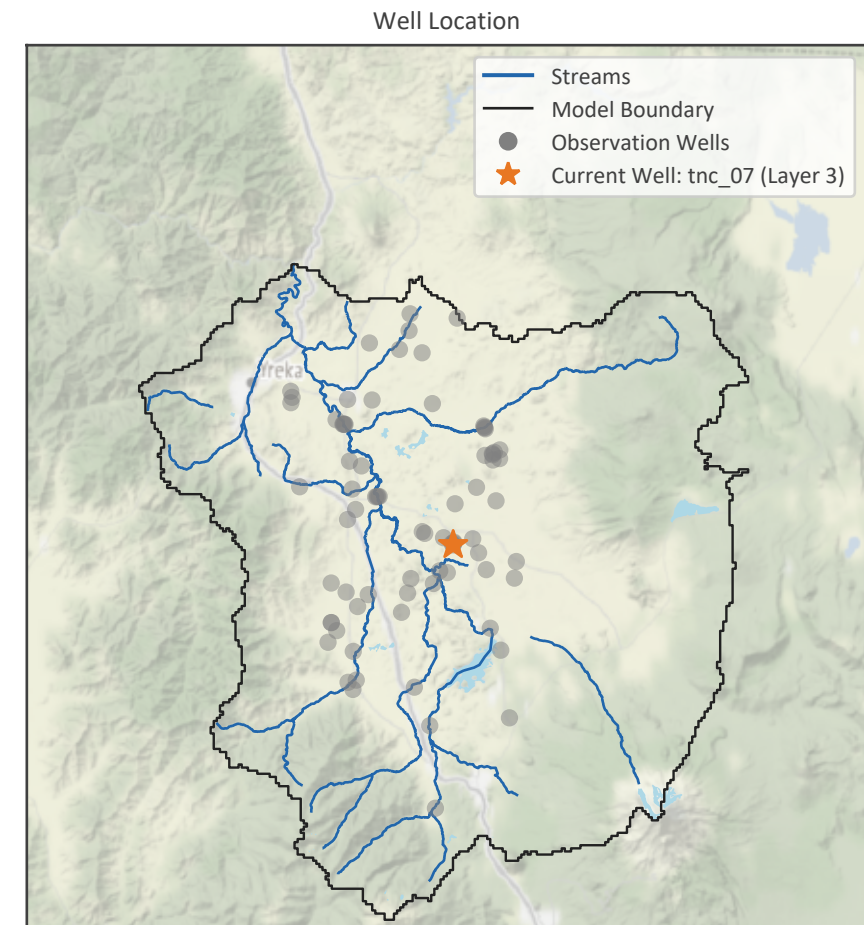 Well Location
Streams
Model Boundary
Observation Wells
Current Well: tnc_07 (Layer 3)
Yreka